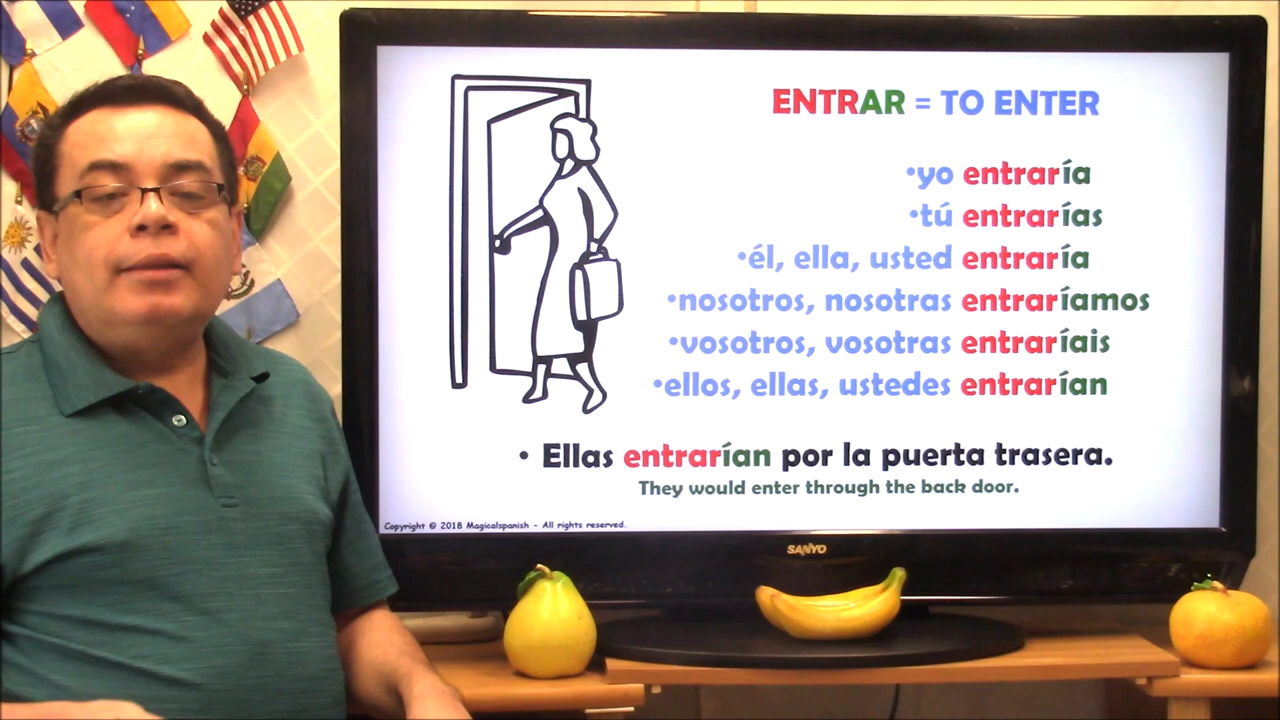 ENTRAR = TO ENTER
•yo entraría
•tú entrarías
•él, ella, usted entraría
•nosotros, nosotras entraríamos
•vosotros, vosotras entraríais
•ellos, ellas, ustedes entrarían
• Ellas entrarían por la puerta trasera.
They would enter through the back door.
Copyright © 2018 Magicalspanish - All rights reserved.
SANYO